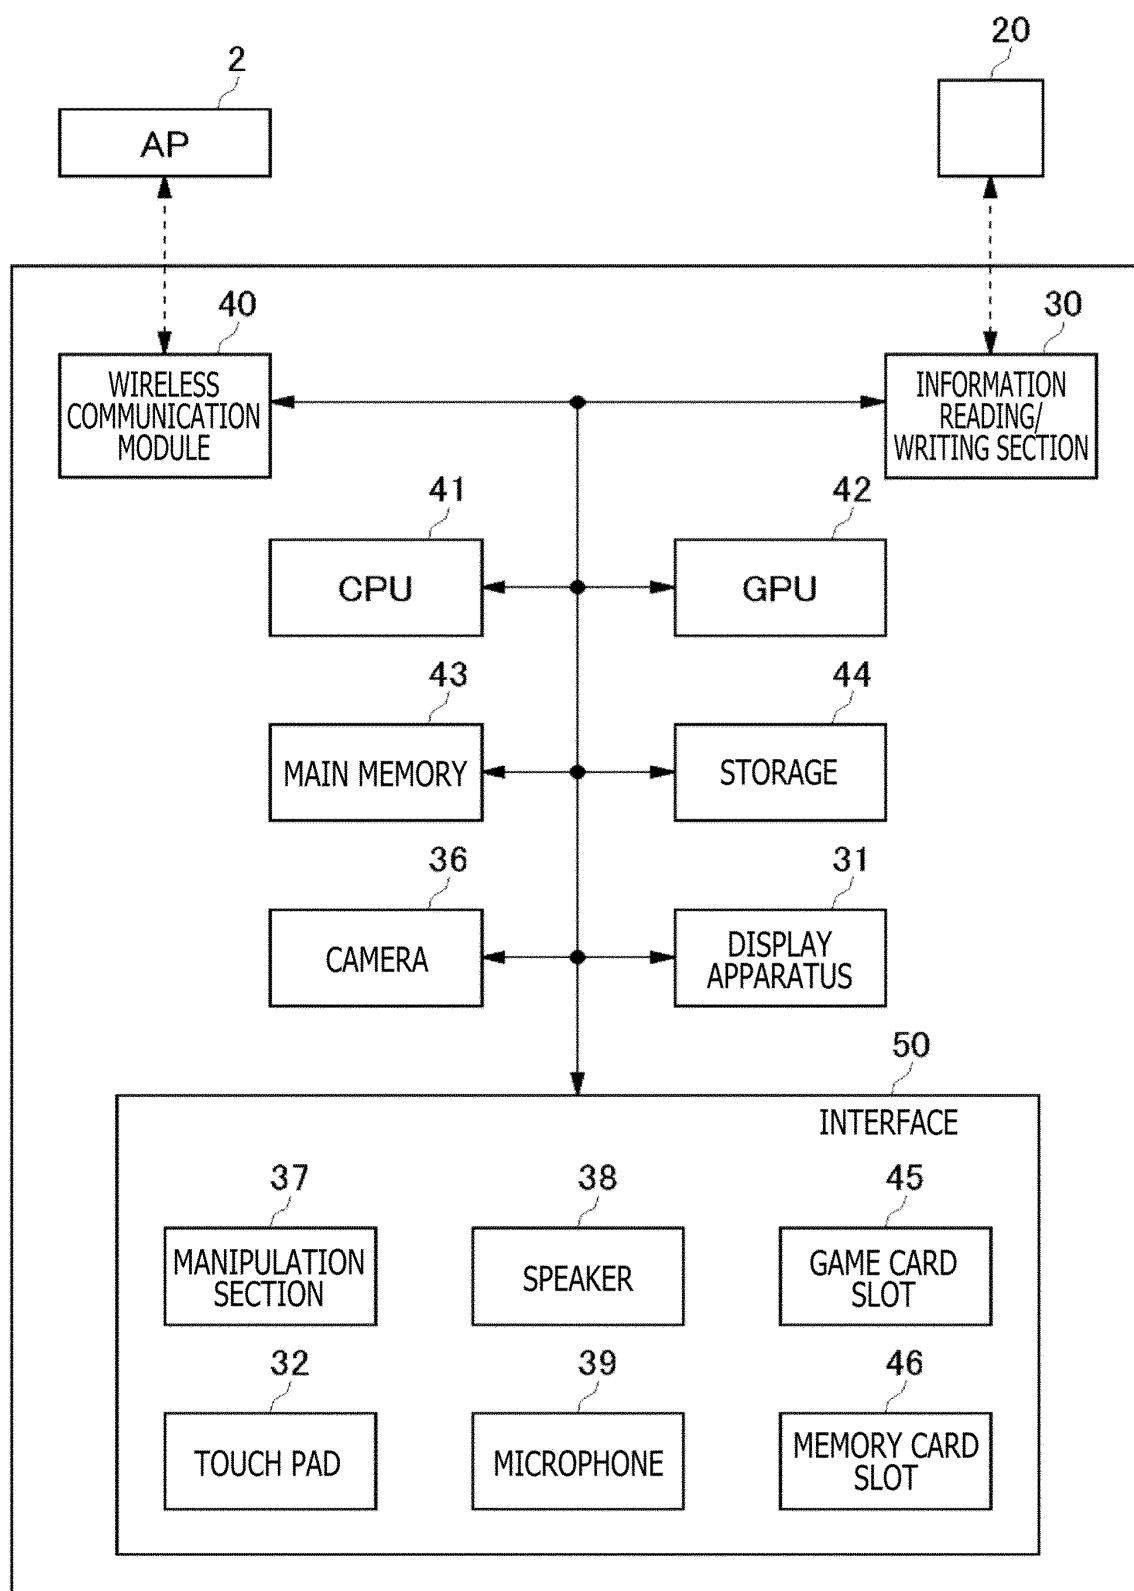 2
20
AP
40
30
WIRELESS
COMMUNICATION
MODULE
INFORMATION
READING/
WRITING SECTION
41
42
CPU
GPU
43
44
MAIN MEMORY
STORAGE
36
31
CAMERA
DISPLAY
APPARATUS
50
INTERFACE
37
38
45
MANIPULATION
SECTION
SPEAKER
GAME CARD
SLOT
32
39
46
TOUCH PAD
MICROPHONE
MEMORY CARD
SLOT